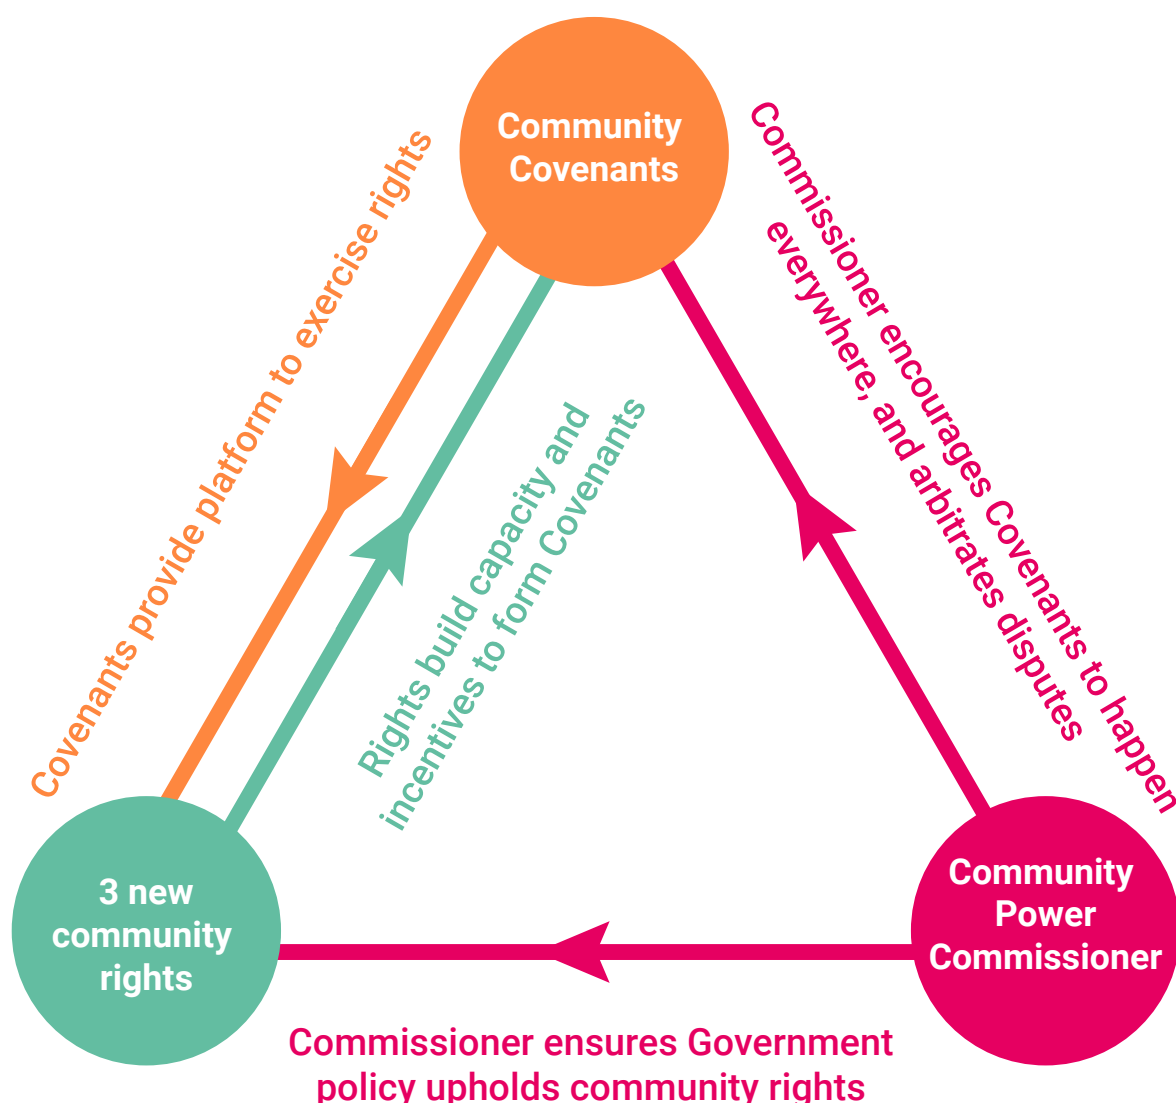 Community
Covenants
Covenants provide platform to exercise rights
Rights build capacity and
incentives to form Covenants
Commissioner encourages Covenants to happen
everywhere, and arbitrates disputes
3 new
community
rights
Community
Power
Commissioner
Commissioner ensures Government
policy upholds community rights